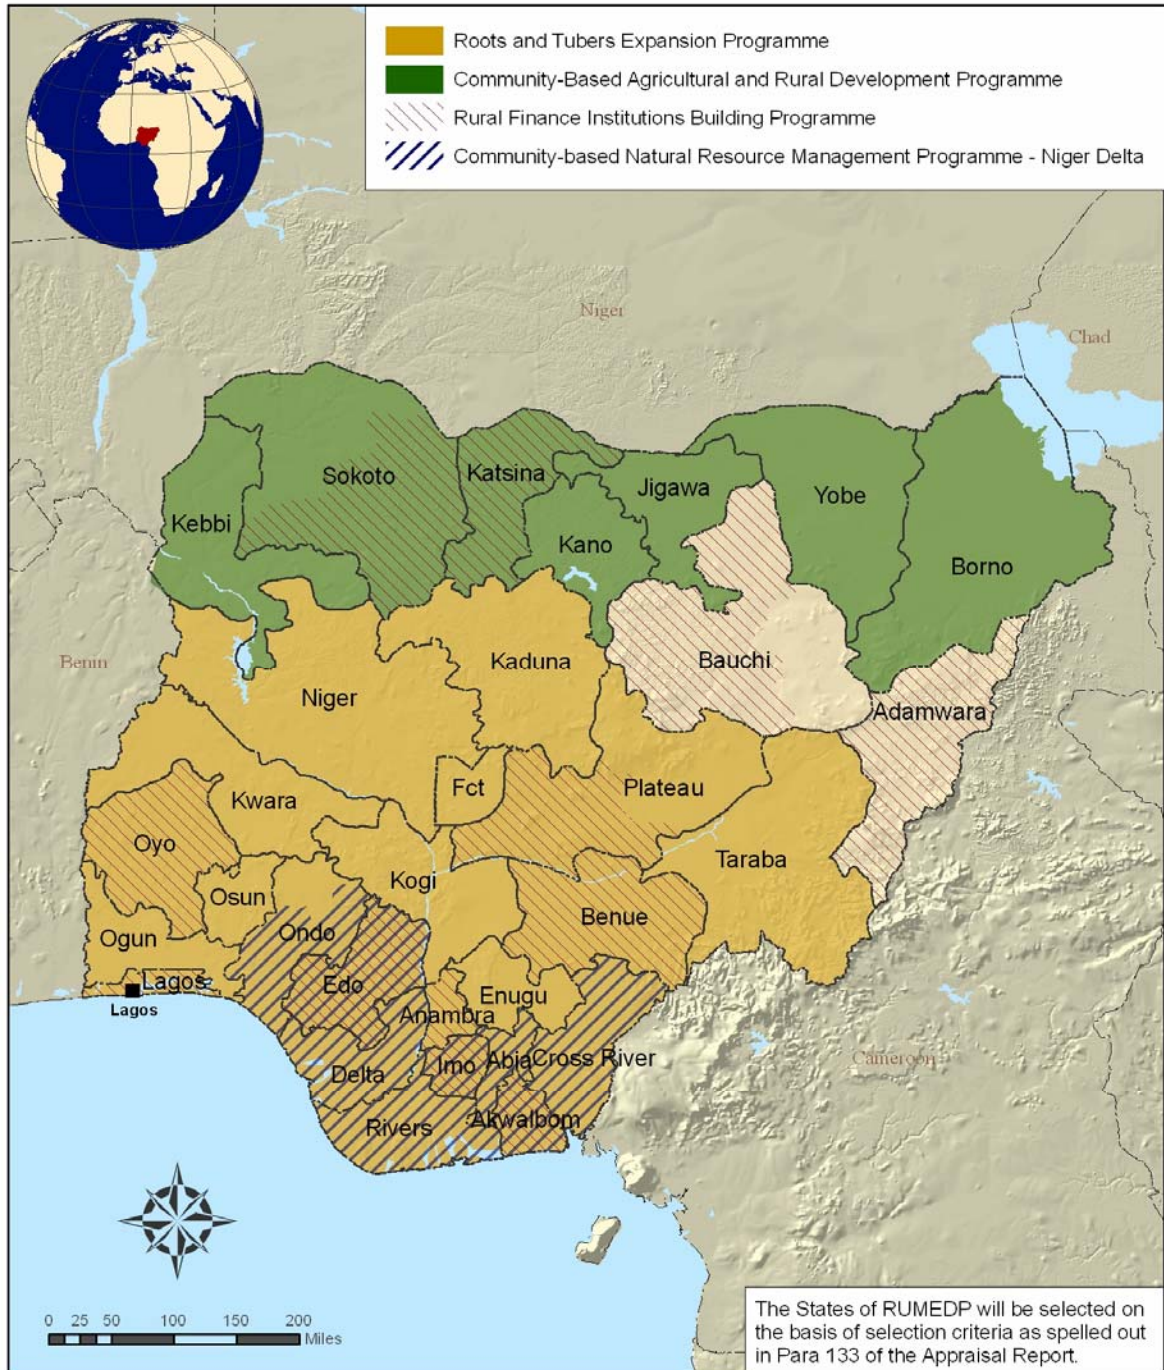 Roots and Tubers Expansion Programme
Community-Based Agricultural and Rural Development Programme
Rural Finance Institutions Building Programme
Community-based Natural Resource Management Programme - Niger Delta
Niger
Chad
Sokoto
Katsina
Jigawa
Yobe
Kebbi
Kano
Borno
Benin
Kaduna
Bauchi
Niger
Adamwara
Fct
Plateau
Kwara
Oyo
Taraba
Kogi
Osun
Benue
Ondo
Ogun
Lagos
Edo
Enugu
Lagos
Anambra
Imo
Abia
Cross River
Cameroon
Delta
Rivers
Akwalbom
0 25 50 100 150 200
Miles
The States of RUMEDP will be selected on
the basis of selection criteria as spelled out
in Para 133 of the Appraisal Report.